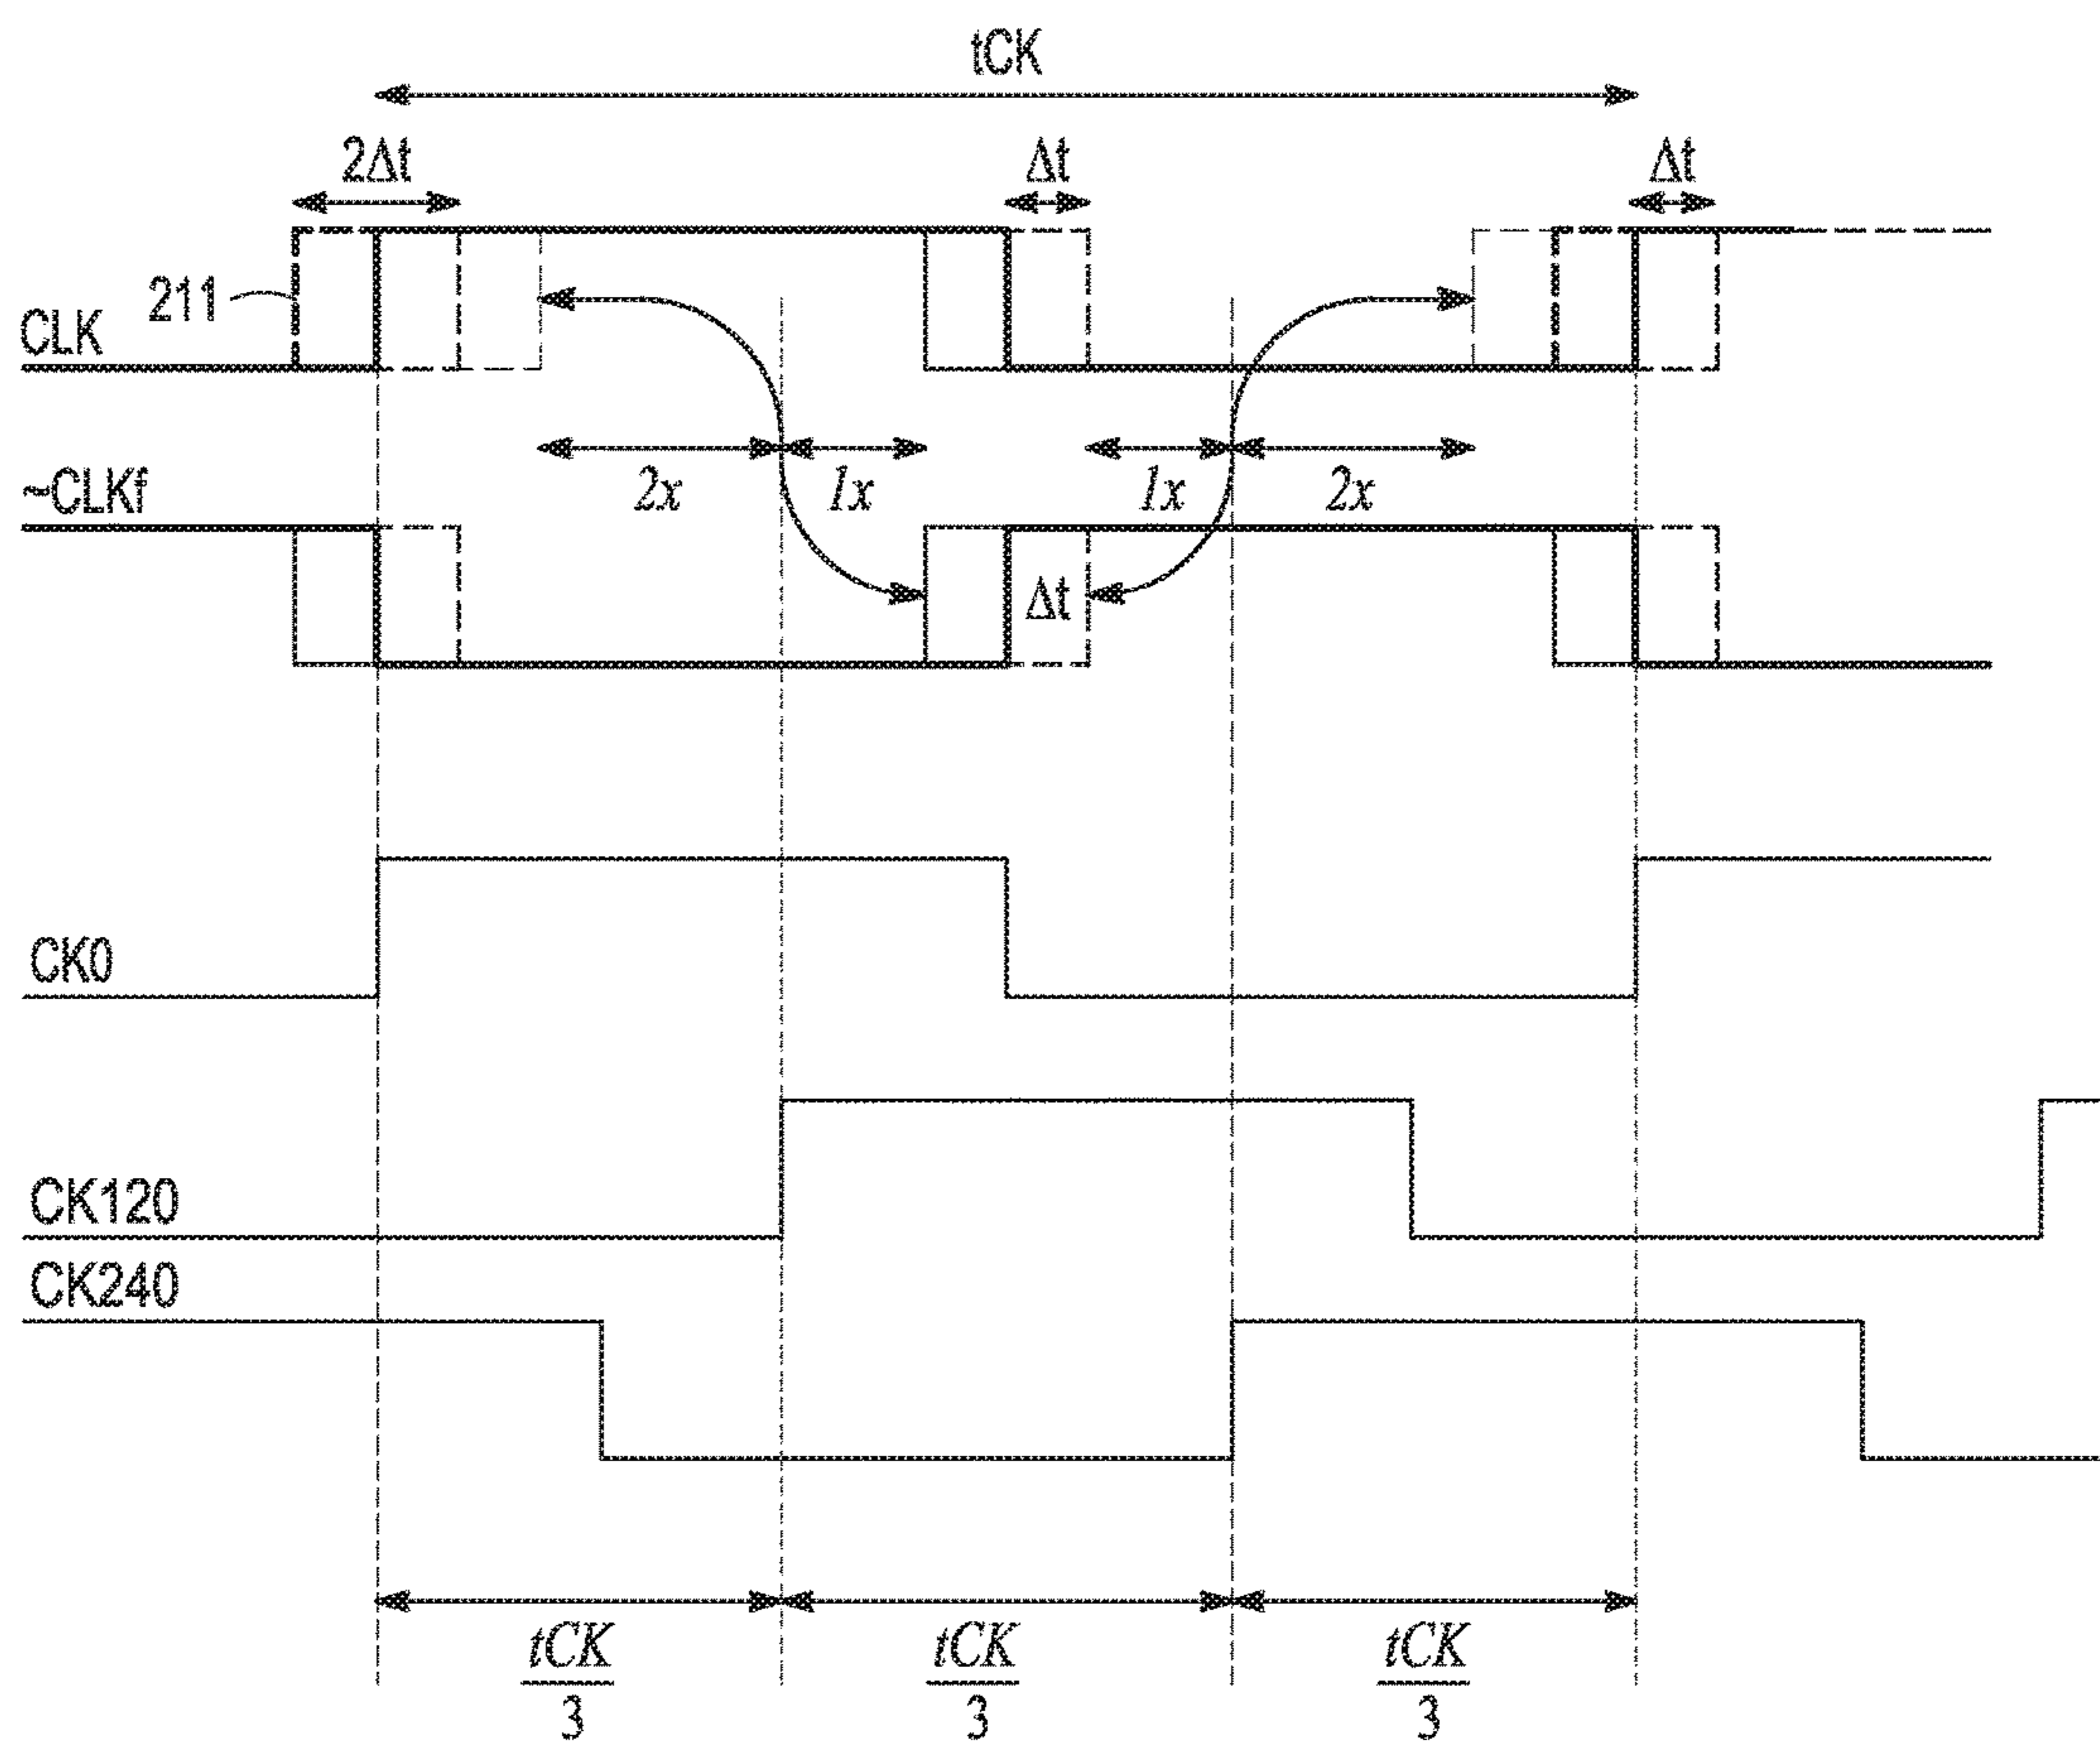 tCK
2Δt
Δt
Δt
211
CLK
2x
1x
1x
2x
~CLKf
Δt
CK0
CK120
CK240
tCK
3
tCK
3
tCK
3